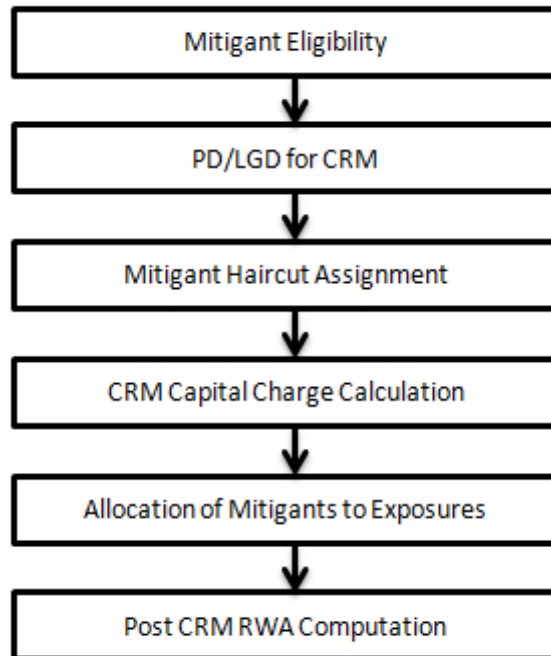 Mitigant Eligibility
PD/LGD for CRM
Mitigant Haircut Assignment
CRM Capital Charge Calculation
Allocation of Mitigants to Exposures
Post CRM RWA Computation